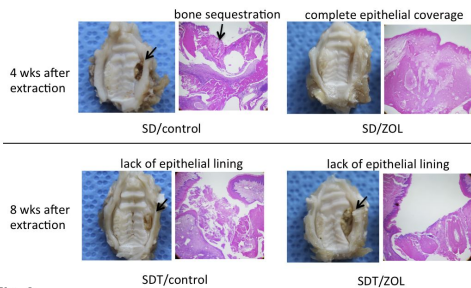 bone sequestration
complete epithelial coverage
4 wks after
extraction
SD/control
SD/ZOL
lack of epithelial lining
lack of epithelial lining
8 wks after
extraction
SDT/control
SDT/ZOL